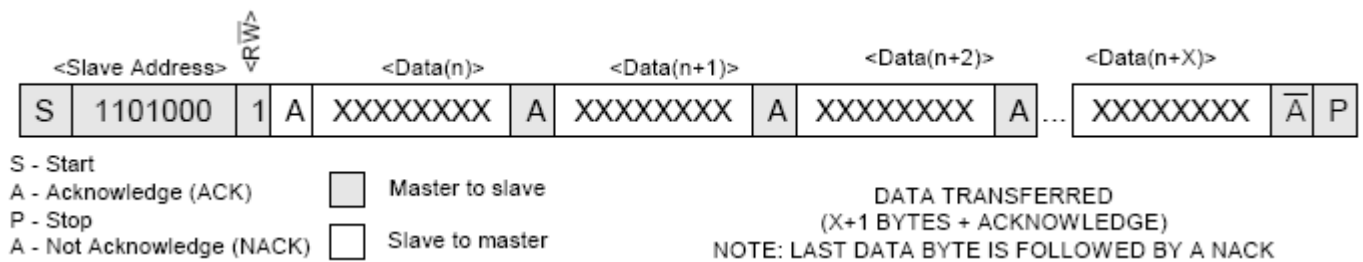 <RW̅>
<Slave Address> <Data(n)> <Data(n+1)> <Data(n+2)> <Data(n+X)>
S 1101000 1 A XXXXXXXX A XXXXXXXX A XXXXXXXX A ... XXXXXXXX A̅ P
S - Start
A - Acknowledge (ACK)
P - Stop
A - Not Acknowledge (NACK)
Master to slave
Slave to master
DATA TRANSFERRED
(X+1 BYTES + ACKNOWLEDGE)
NOTE: LAST DATA BYTE IS FOLLOWED BY A NACK